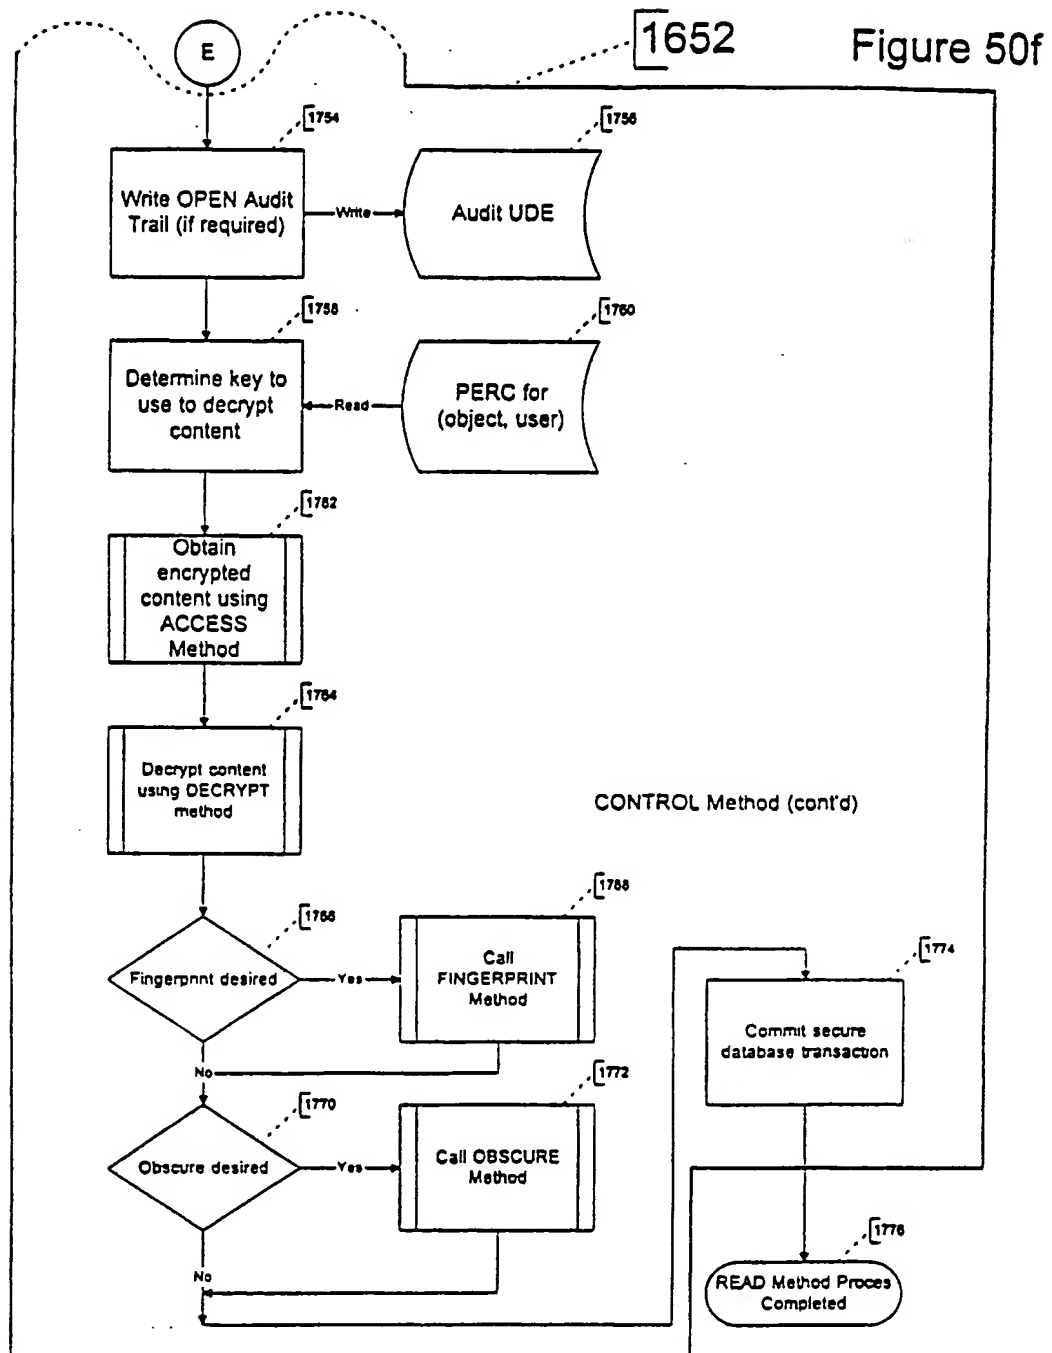 1652
Figure 50f
E
1754
1756
Write OPEN Audit
Trail (if required)
Write
Audit UDE
1758
1760
Determine key to
use to decrypt
content
Read
PERC for
(object, user)
1762
Obtain
encrypted
content using
ACCESS
Method
1764
Decrypt content
using DECRYPT
method
CONTROL Method (cont'd)
1766
1768
Fingerprint desired
Yes
Call
FINGERPRINT
Method
1774
Commit secure
database transaction
No
1770
1772
Obscure desired
Yes
Call OBSCURE
Method
No
1776
READ Method Proces
Completed